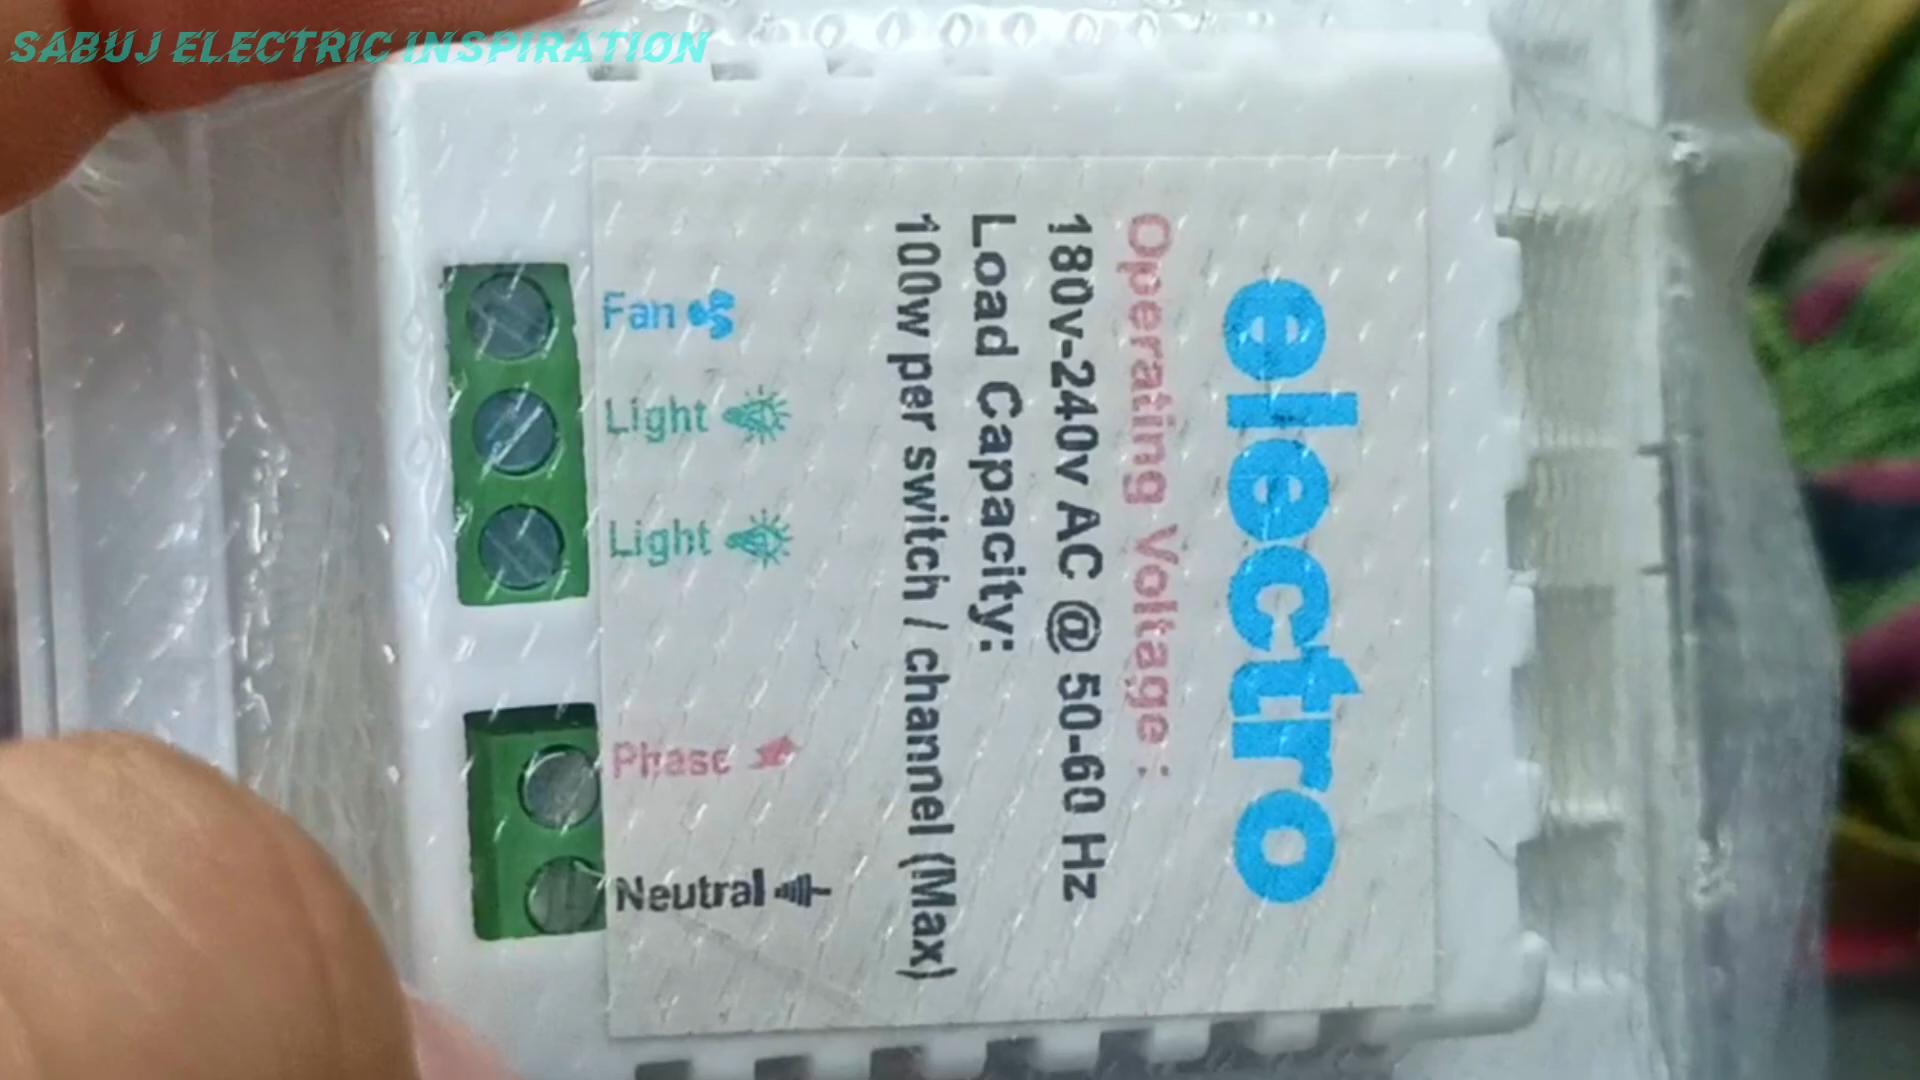 SABUJ ELECTRIC INSPIRATION
electro
Operating Voltage :
180v-240v AC @ 50-60 Hz
Load Capacity:
100w per switch / channel (Max)
Fan
Light
Light
Phase
Neutral